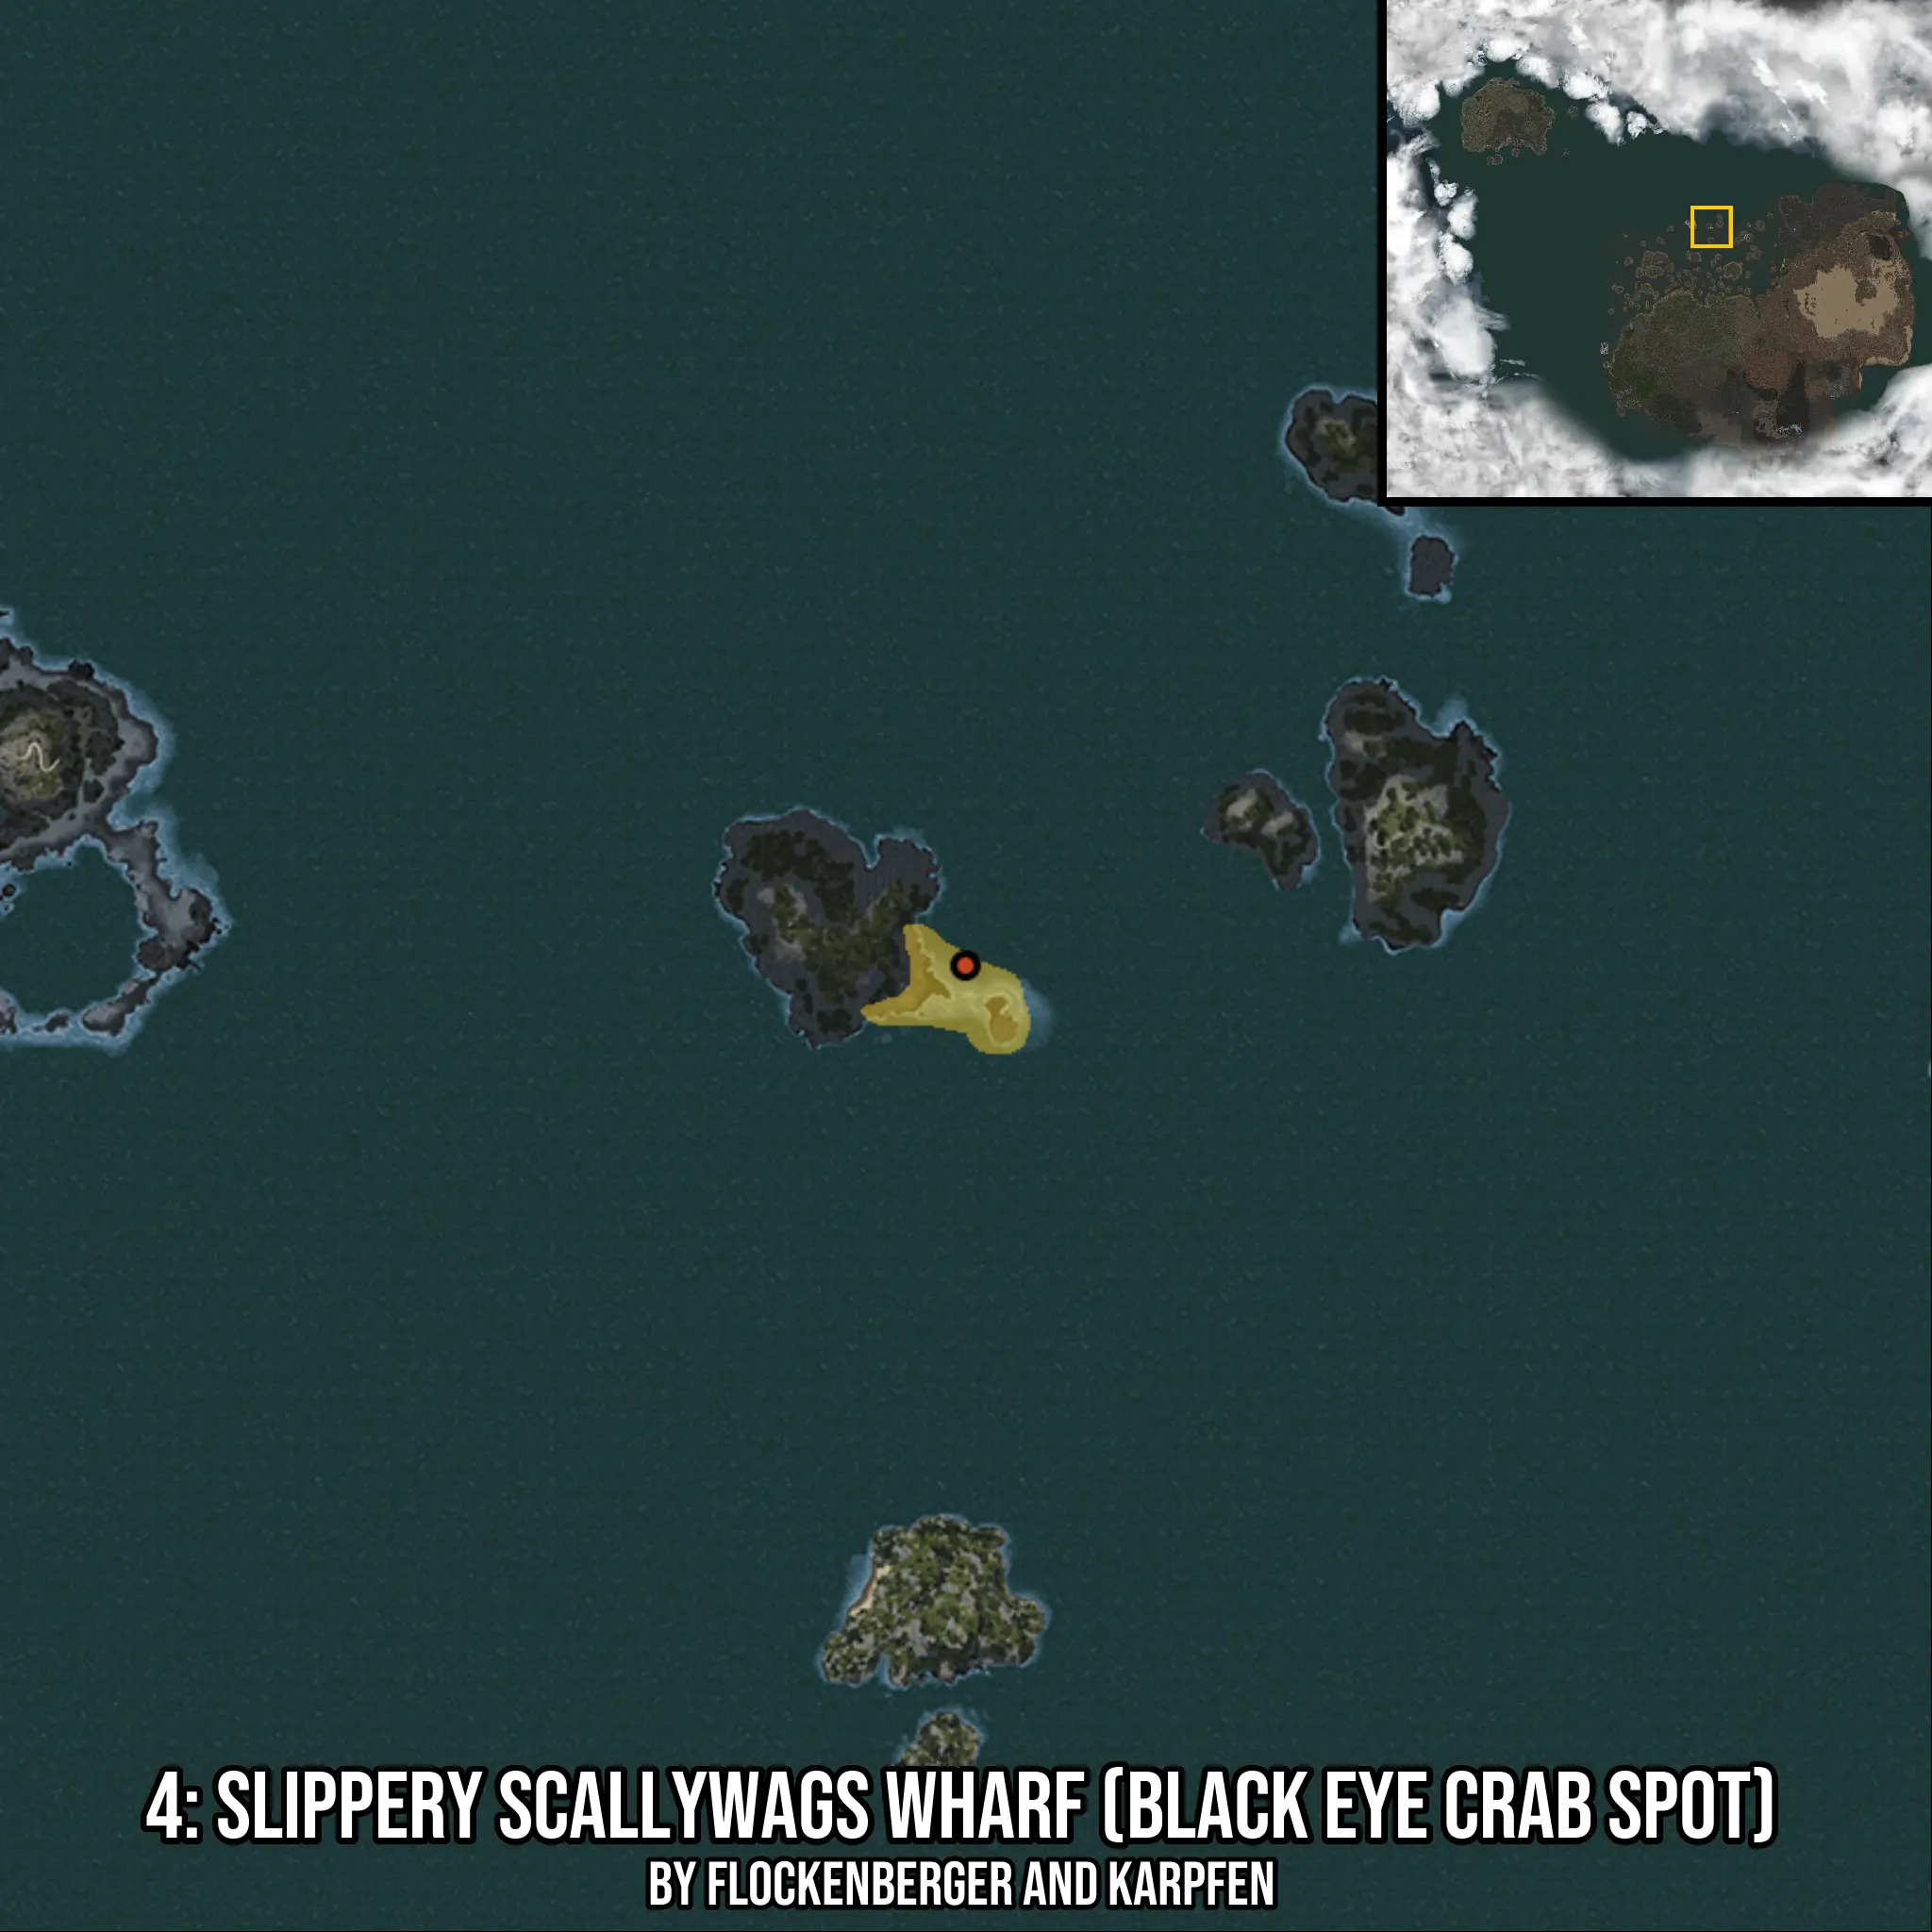 4: SLIPPERY SCALLYWAGS WHARF (BLACK EYE CRAB SPOT)
BY FLOCKENBERGER AND KARPFEN